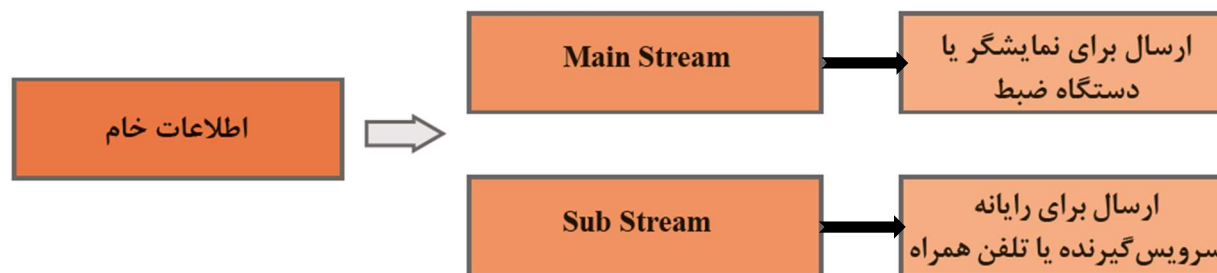 اطلاعات خام
Main Stream
ارسال برای نمایشگر یا
دستگاه ضبط
Sub Stream
ارسال برای رایانه
سرویس‌گیرنده یا تلفن همراه